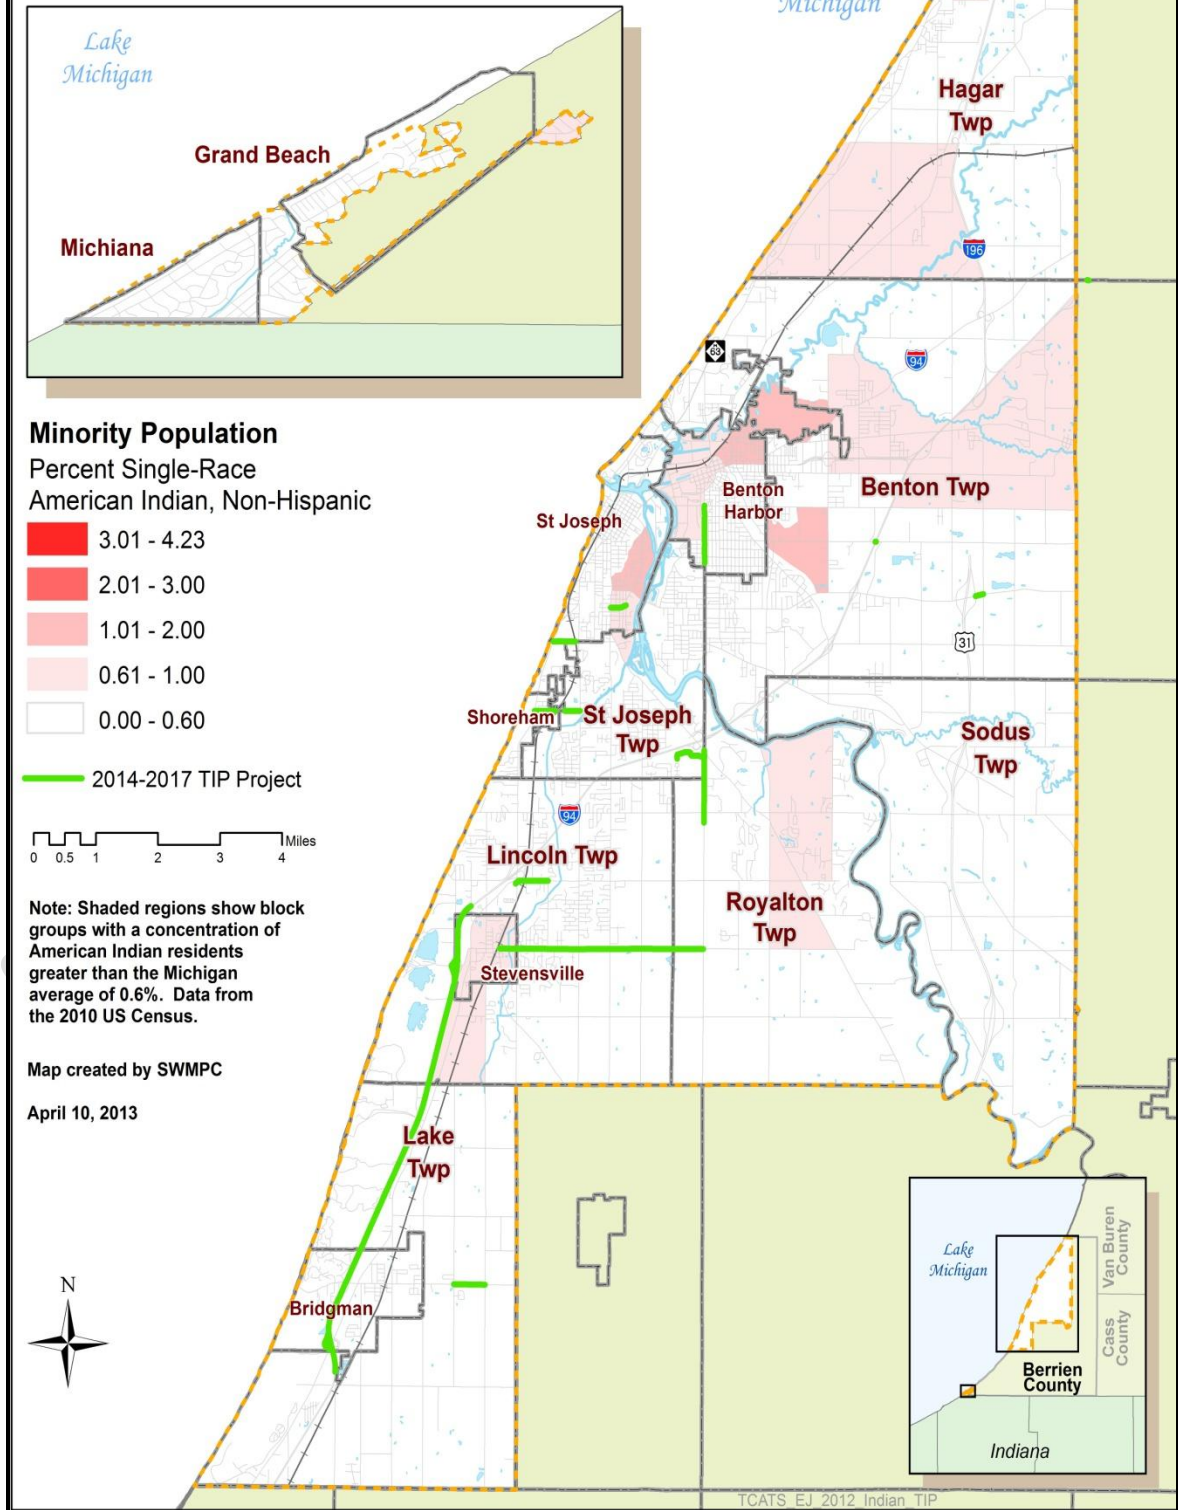 Michigan
Lake
Michigan
Grand Beach
Michiana
Hagar
Twp
196
63
94
Minority Population
Percent Single-Race
American Indian, Non-Hispanic
3.01 - 4.23
2.01 - 3.00
1.01 - 2.00
0.61 - 1.00
0.00 - 0.60
2014-2017 TIP Project
Miles
0 0.5 1 2 3 4
Note: Shaded regions show block
groups with a concentration of
American Indian residents
greater than the Michigan
average of 0.6%. Data from
the 2010 US Census.
Map created by SWMPC
April 10, 2013
N
Benton Twp
Benton
Harbor
St Joseph
31
Shoreham
St Joseph
Twp
Sodus
Twp
94
Lincoln Twp
Royalton
Twp
Stevensville
Lake
Twp
Bridgman
Lake
Michigan
Van Buren
County
Cass
County
Berrien
County
Indiana
TCATS_EJ_2012_Indian_TIP